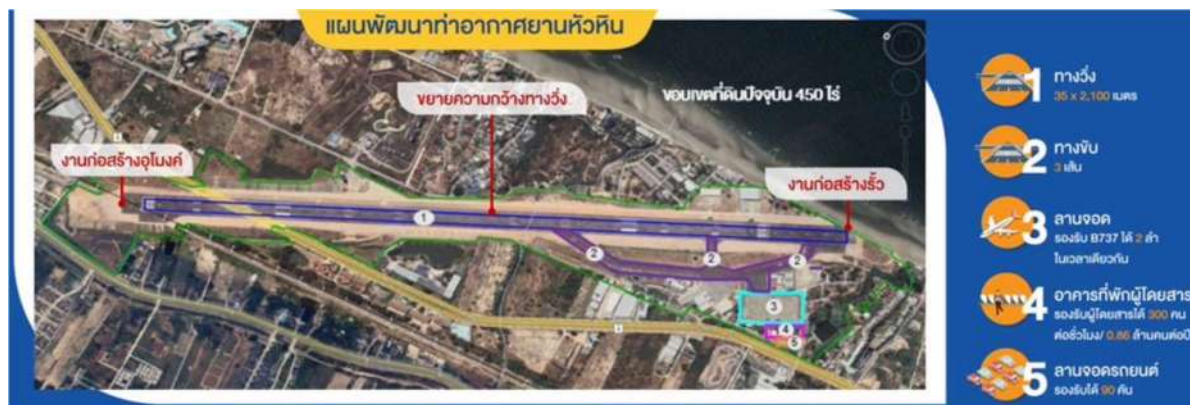 แผนพัฒนาท่าอากาศยานหัวหิน
ขยายความกว้างทางวิ่ง
ขอบเขตที่ดินปัจจุบัน 450 ไร่
งานก่อสร้างอุโมงค์
งานก่อสร้างรั้ว
1
2
2
2
3
4
5
1
ทางวิ่ง
35 x 2,100 เมตร
2
ทางขับ
3 เส้น
3
ลานจอด
รองรับ B737 ได้ 2 ลำ
ในเวลาเดียวกัน
4
อาคารที่พักผู้โดยสาร
รองรับผู้โดยสารได้ 300 คน
ต่อชั่วโมง/ 0.86 ล้านคนต่อปี
5
ลานจอดรถยนต์
รองรับได้ 90 คัน